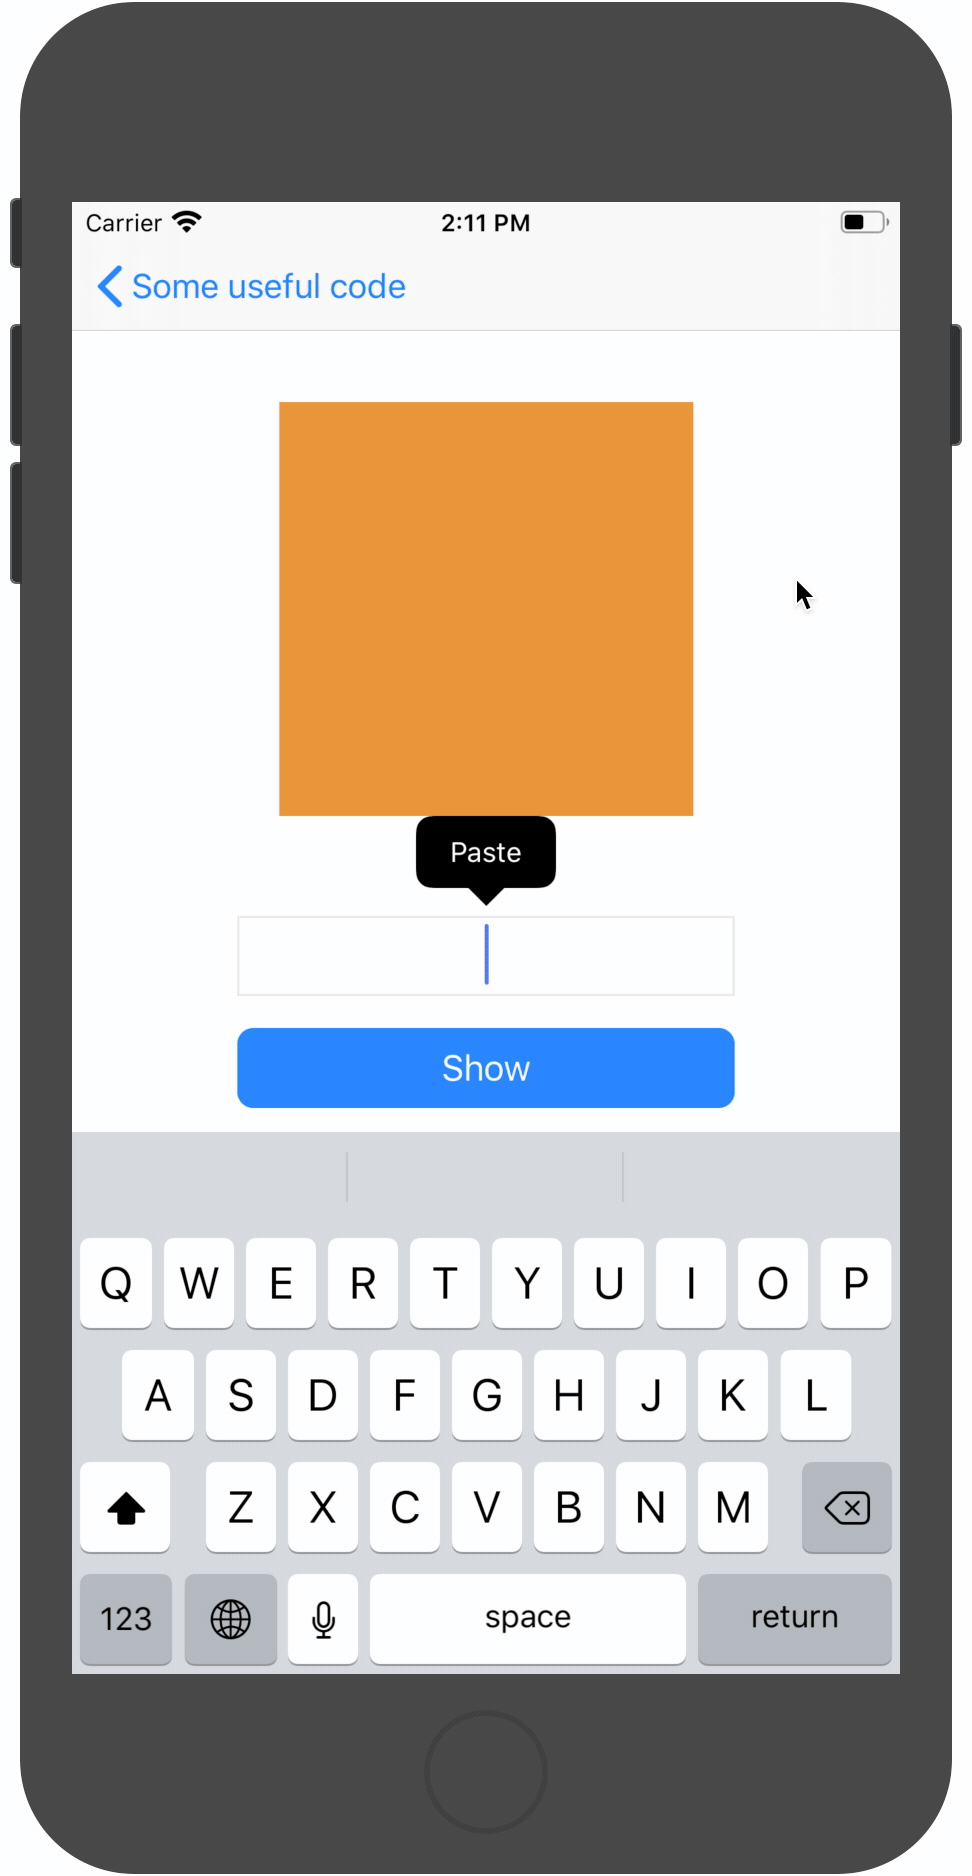 Carrier 2:11 PM
Some useful code
Paste
Show
Q W E R T Y U I O P
A S D F G H J K L
Z X C V B N M
123 space return